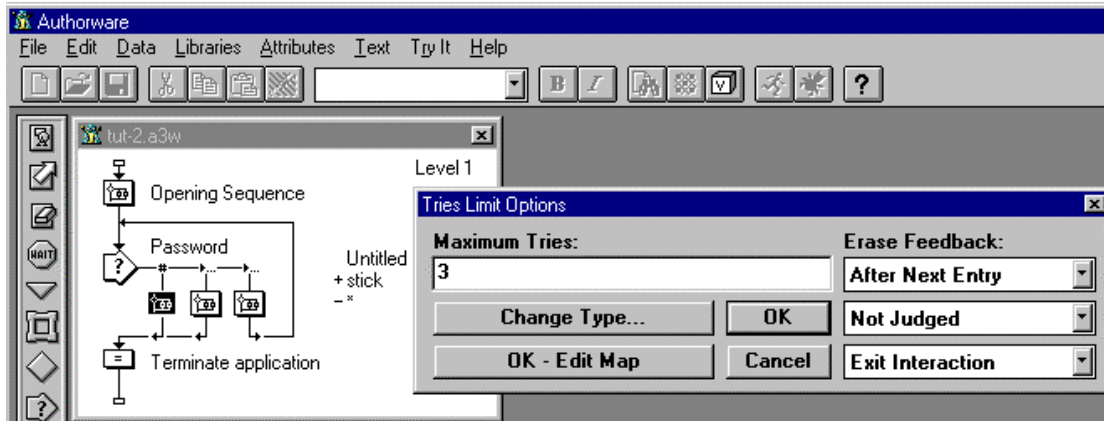 Authorware
File Edit Data Libraries Attributes Text Try It Help
B I V ?
tut-2.a3w
Level 1
Opening Sequence
Password
Untitled
+ stick
- *
? # ... ...
= Terminate application
WAIT
?
Tries Limit Options
Maximum Tries:
3
Change Type... OK
OK - Edit Map Cancel
Erase Feedback:
After Next Entry
Not Judged
Exit Interaction